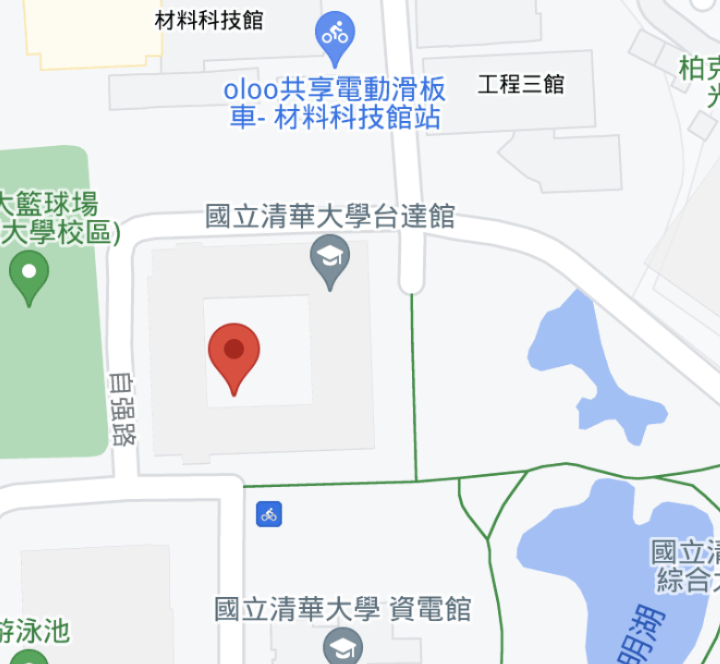 材料科技館
oloo共享電動滑板
車- 材料科技館站
工程三館
柏克
光
大籃球場
大學校區)
國立清華大學台達館
自强路
國立清
綜合大
國立清華大學 資電館
游泳池
明湖